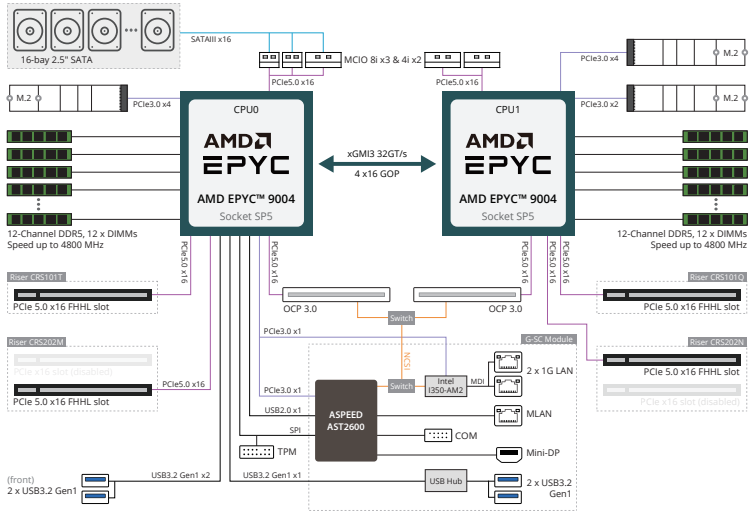 SATAIII x16
16-bay 2.5" SATA
MCIO 8i x3 & 4i x2
PCIe5.0 x16
PCIe5.0 x16
PCIe3.0 x4
M.2
M.2
PCIe3.0 x4
PCIe3.0 x2
M.2
CPU0
AMD
EPYC
AMD EPYC™ 9004
Socket SP5
xGMI3 32GT/s
4 x16 GOP
CPU1
AMD
EPYC
AMD EPYC™ 9004
Socket SP5
12-Channel DDR5, 12 x DIMMs
Speed up to 4800 MHz
12-Channel DDR5, 12 x DIMMs
Speed up to 4800 MHz
PCIe5.0 x16
PCIe5.0 x16
PCIe5.0 x16
PCIe5.0 x16
PCIe5.0 x16
Riser CRS101T
PCIe 5.0 x16 FHHL slot
Riser CRS101Q
PCIe 5.0 x16 FHHL slot
OCP 3.0
OCP 3.0
Switch
PCIe3.0 x1
NCSI
Riser CRS202M
PCIe x16 slot (disabled)
PCIe 5.0 x16 FHHL slot
PCIe5.0 x16
Riser CRS202N
PCIe 5.0 x16 FHHL slot
PCIe x16 slot (disabled)
G-SC Module
PCIe3.0 x1
Switch
Intel
I350-AM2
MDI
2 x 1G LAN
ASPEED
AST2600
USB2.0 x1
MLAN
SPI
TPM
COM
Mini-DP
(front)
2 x USB3.2 Gen1
USB3.2 Gen1 x2
USB3.2 Gen1 x1
USB Hub
2 x USB3.2
Gen1